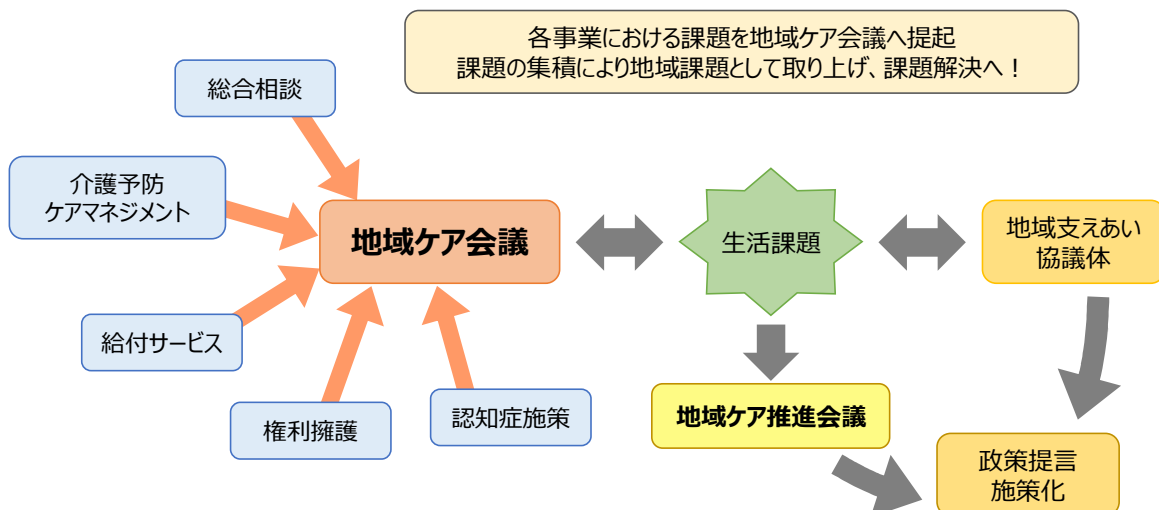 各事業における課題を地域ケア会議へ提起
課題の集積により地域課題として取り上げ、課題解決へ！
総合相談
介護予防
ケアマネジメント
地域ケア会議
生活課題
地域支えあい
協議体
給付サービス
権利擁護
認知症施策
地域ケア推進会議
政策提言
施策化